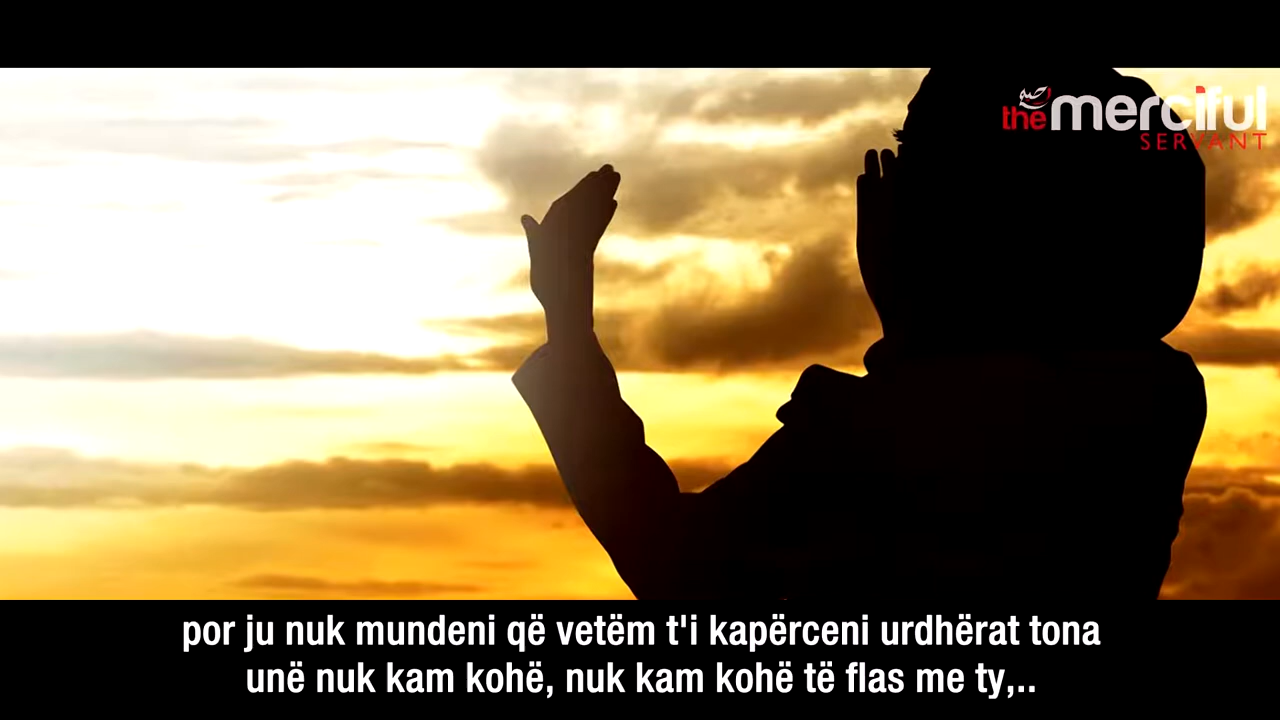 the merciful
SERVANT
por ju nuk mundeni që vetëm t'i kapërceni urdhërat tona
unë nuk kam kohë, nuk kam kohë të flas me ty,..